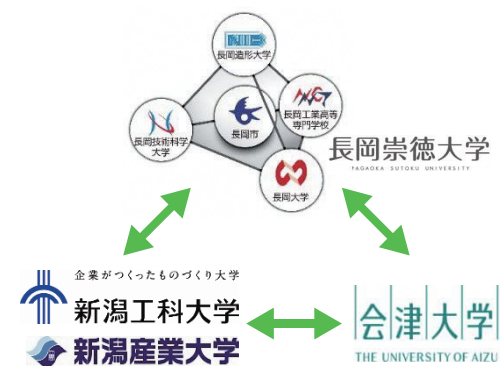 NID
長岡造形大学
長岡工業高等
専門学校
長岡市
長岡技術科学
大学
長岡大学
長岡崇徳大学
NAGAOKA SUTOKU UNIVERSITY
企業がつくったものづくり大学
新潟工科大学
新潟産業大学
会津大学
THE UNIVERSITY OF AIZU